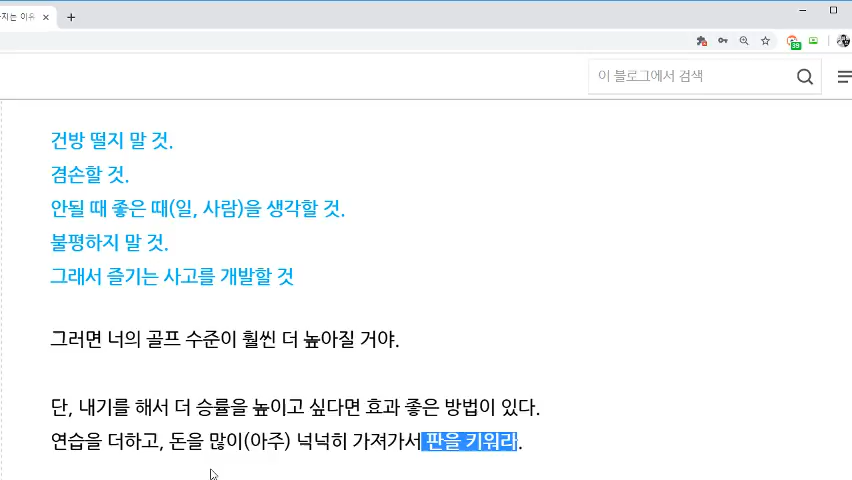 지는 이유
39
이 블로그에서 검색
건방 떨지 말 것.
겸손할 것.
안될 때 좋은 때(일, 사람)을 생각할 것.
불평하지 말 것.
그래서 즐기는 사고를 개발할 것
그러면 너의 골프 수준이 훨씬 더 높아질 거야.
단, 내기를 해서 더 승률을 높이고 싶다면 효과 좋은 방법이 있다.
연습을 더하고, 돈을 많이(아주) 넉넉히 가져가서 판을 키워라.